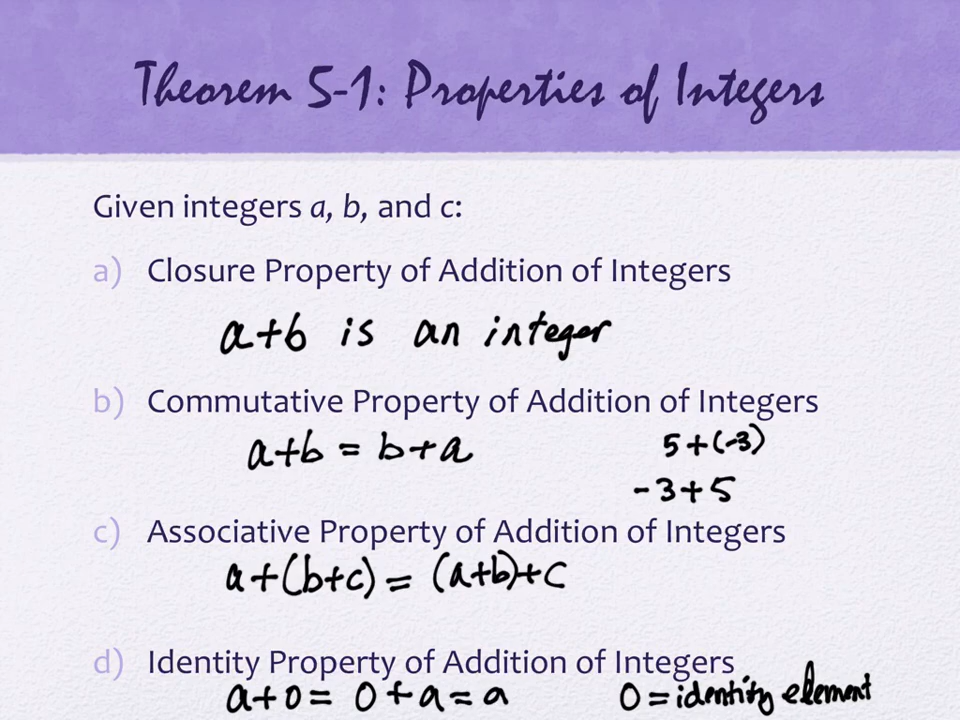 Theorem 5-1: Properties of Integers
Given integers a, b, and c:
a) Closure Property of Addition of Integers
a+b is an integer
b) Commutative Property of Addition of Integers
a+b = b+a
5+(-3)
-3+5
c) Associative Property of Addition of Integers
a+(b+c) = (a+b)+c
d) Identity Property of Addition of Integers
a+0 = 0+a = a 0 = identity element